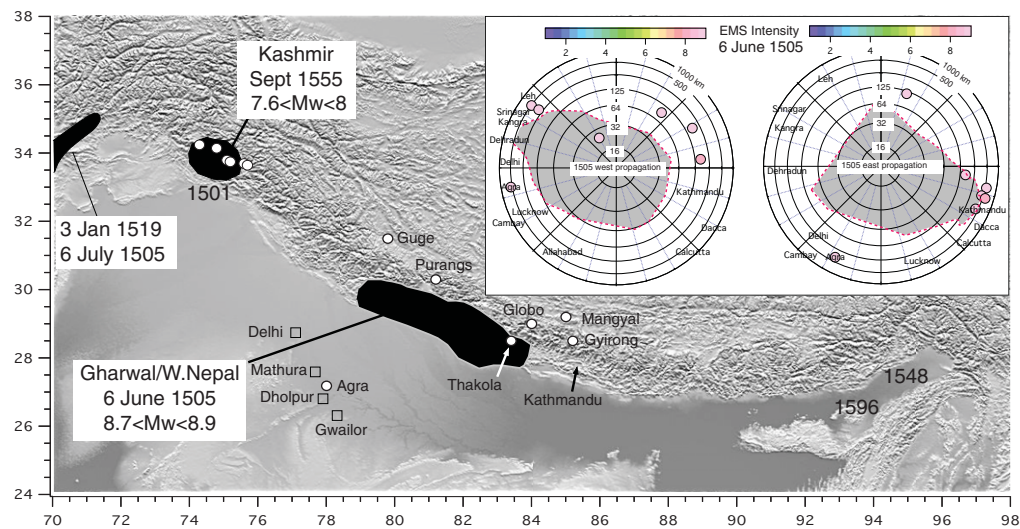 38
36
34
32
30
28
26
24
70
72
74
76
78
80
82
84
86
88
90
92
94
96
98
Kashmir
Sept 1555
7.6<Mw<8
1501
3 Jan 1519
6 July 1505
Guge
Purangs
Globo
Mangyal
Gyirong
Delhi
Mathura
Agra
Dholpur
Gwailor
Thakola
Kathmandu
1548
1596
Gharwal/W.Nepal
6 June 1505
8.7<Mw<8.9
EMS Intensity
6 June 1505
2
4
6
8
2
4
6
8
1000 km
500
125
64
32
16
1505 west propagation
Leh
Srinagar
Kangra
Dehradun
Delhi
Agra
Lucknow
Cambay
Allahabad
Calcutta
Dacca
Kathmandu
1000 km
500
125
64
32
16
1505 east propagation
Leh
Srinagar
Kangra
Dehradun
Delhi
Cambay
Agra
Lucknow
Calcutta
Dacca
Kathmandu